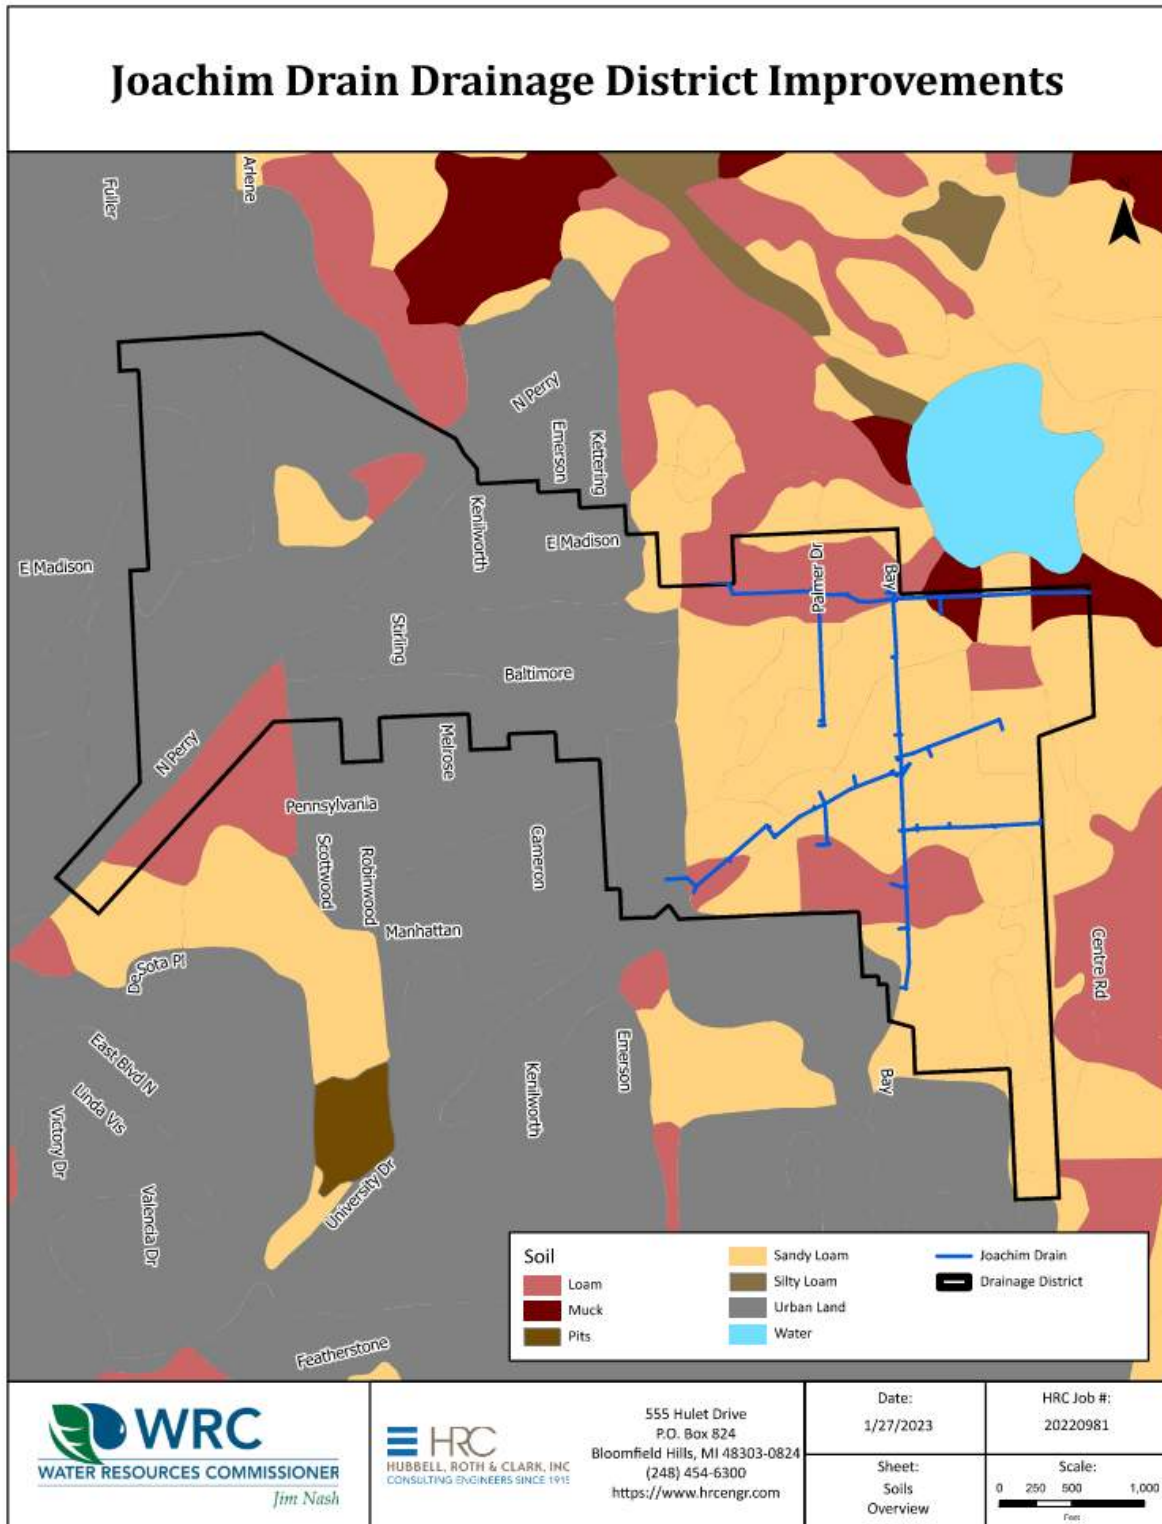 Joachim Drain Drainage District Improvements
Fuller
Arlene
N Perry
Emerson
Kettering
Kenilworth
E Madison
E Madison
Palmer Dr
Bay
Stirling
Baltimore
N Perry
Melrose
Pennsylvania
Scottwood
Robinwood
Cameron
Manhattan
De Sota Pl
Centre Rd
East Blvd N
Linda Vis
Victory Dr
Valencia Dr
University Dr
Kenilworth
Emerson
Bay
Featherstone
Soil
Loam
Muck
Pits
Sandy Loam
Silty Loam
Urban Land
Water
Joachim Drain
Drainage District
WRC
WATER RESOURCES COMMISSIONER
Jim Nash
HRC
HUBBELL, ROTH & CLARK, INC
CONSULTING ENGINEERS SINCE 1915
555 Hulet Drive
P.O. Box 824
Bloomfield Hills, MI 48303-0824
(248) 454-6300
https://www.hrcengr.com
Date:
1/27/2023
HRC Job #:
20220981
Sheet:
Soils
Overview
Scale:
0 250 500 1,000
Feet